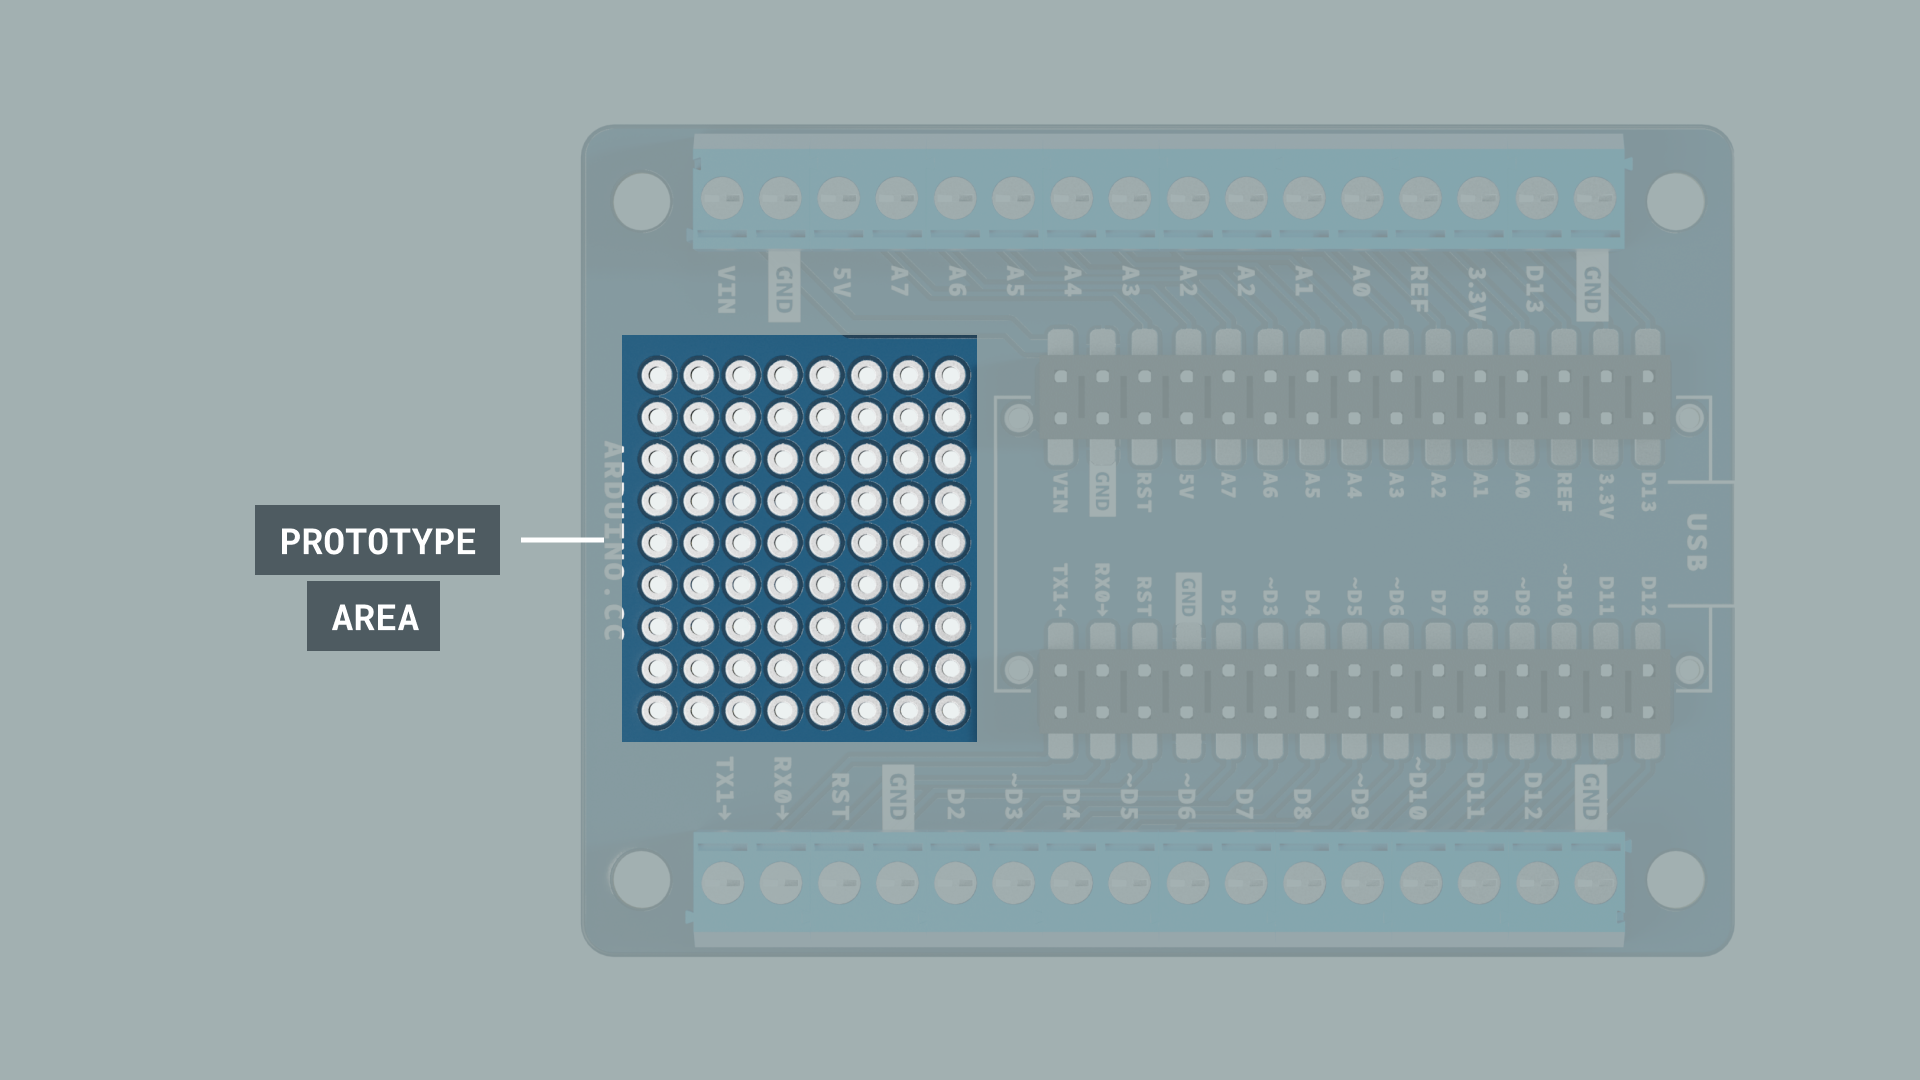 VIN GND 5V A7 A6 A5 A4 A3 A2 A2 A1 A0 REF 3.3V D13 GND
VIN GND RST 5V A7 A6 A5 A4 A3 A2 A1 A0 REF 3.3V D13
ARDUINO.CC
PROTOTYPE
AREA
USB
TX1→ RX0→ RST GND D2 ~D3 D4 ~D5 ~D6 D7 D8 ~D9 ~D10 D11 D12
TX1→ RX0→ RST GND D2 ~D3 D4 ~D5 ~D6 D7 D8 ~D9 ~D10 D11 D12 GND